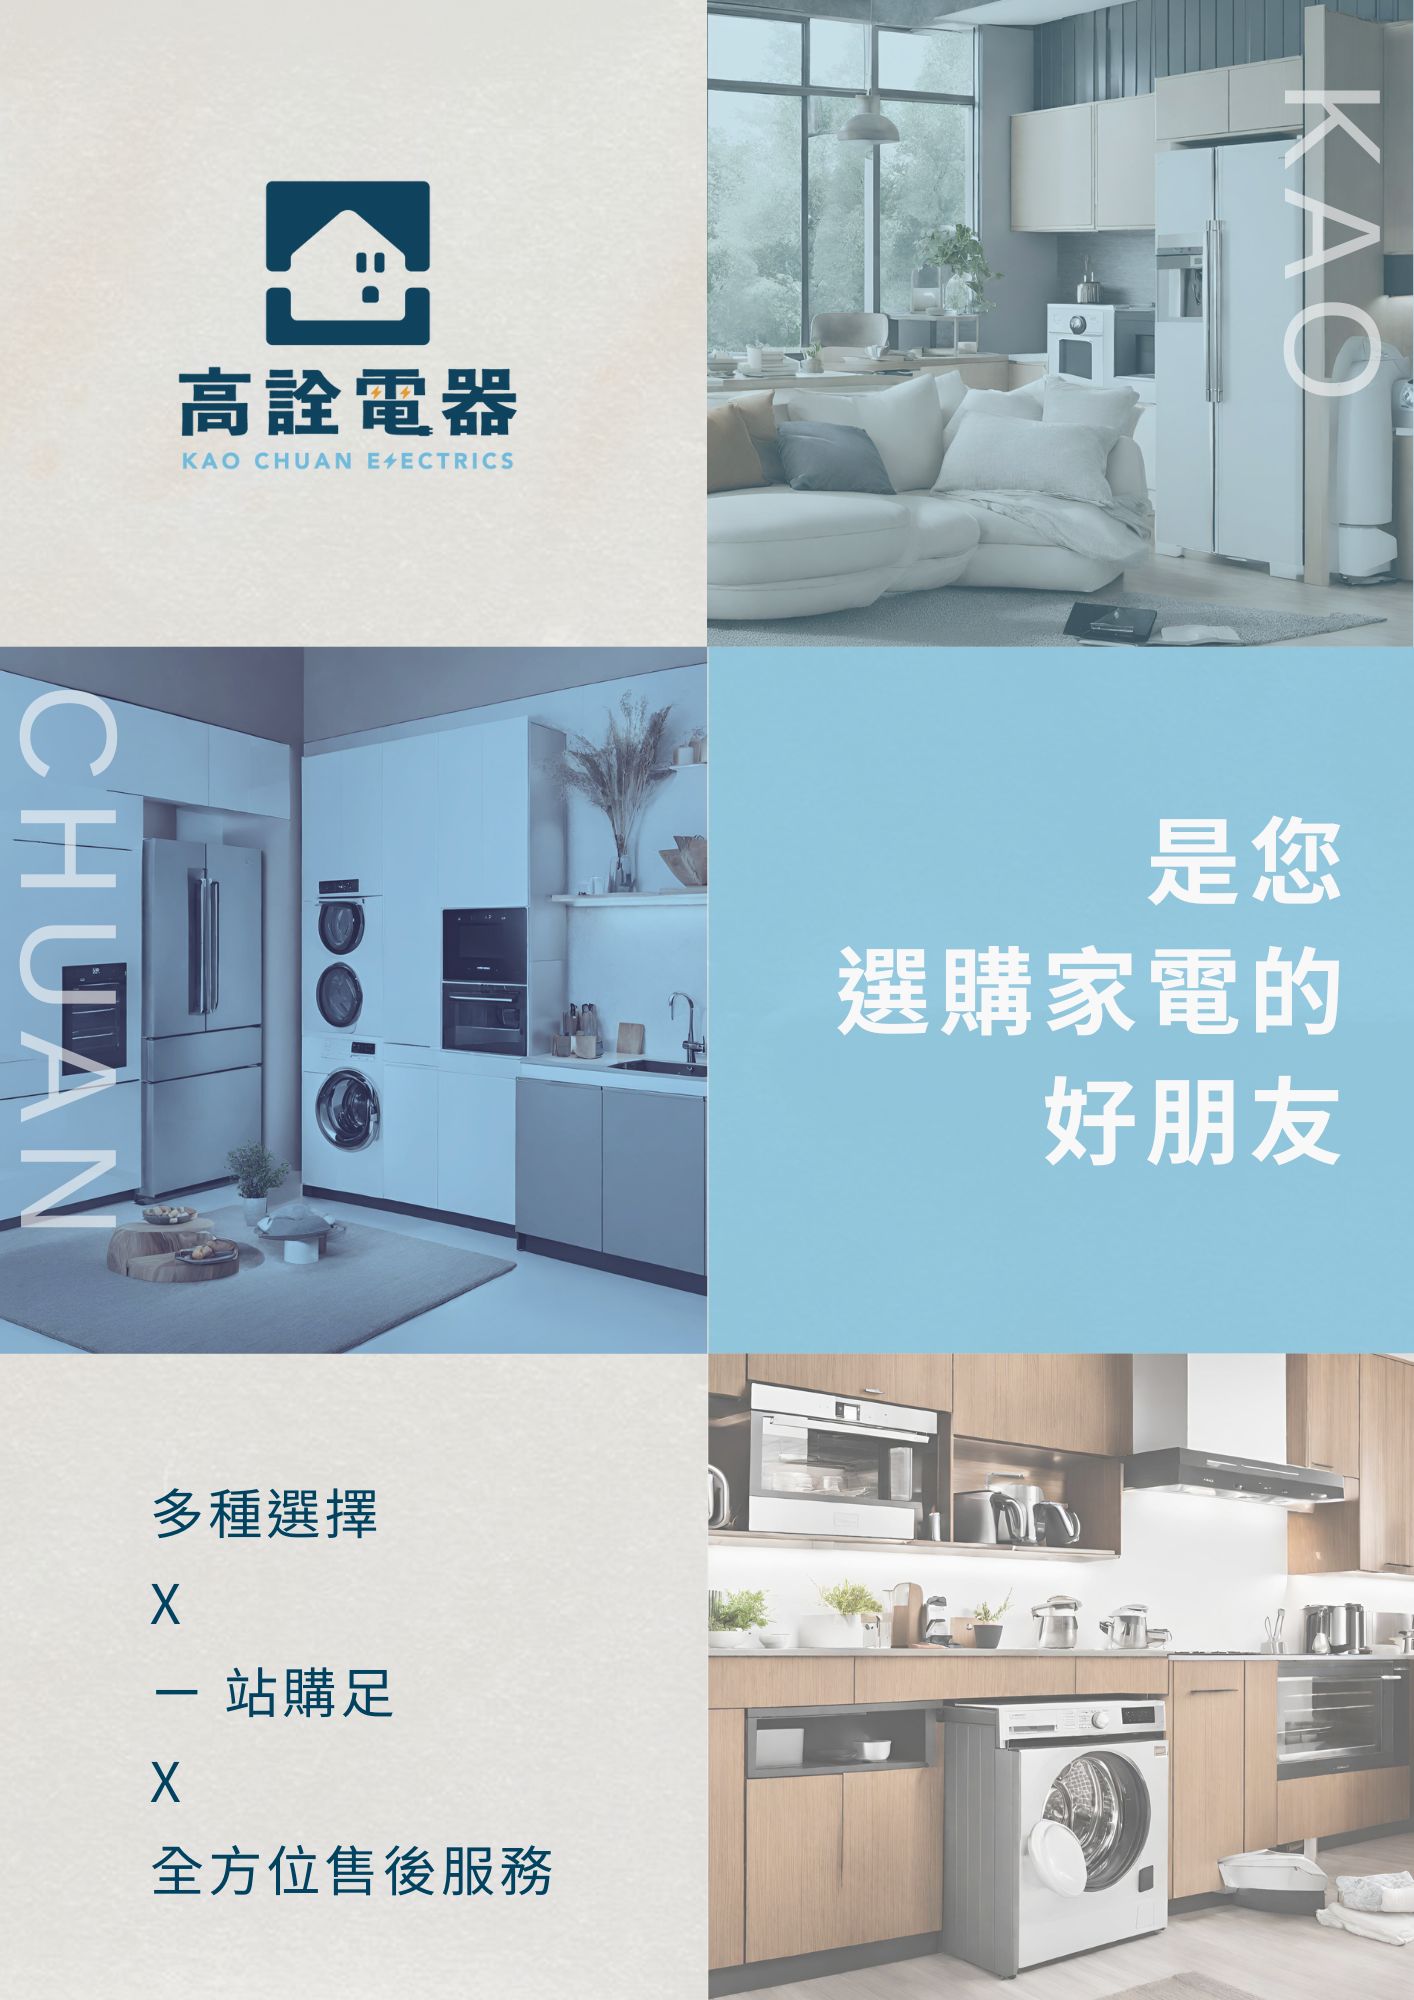 高詮電器
KAO CHUAN ELECTRICS
KAO
CHUAN
是您
選購家電的
好朋友
多種選擇
X
一 站購足
X
全方位售後服務